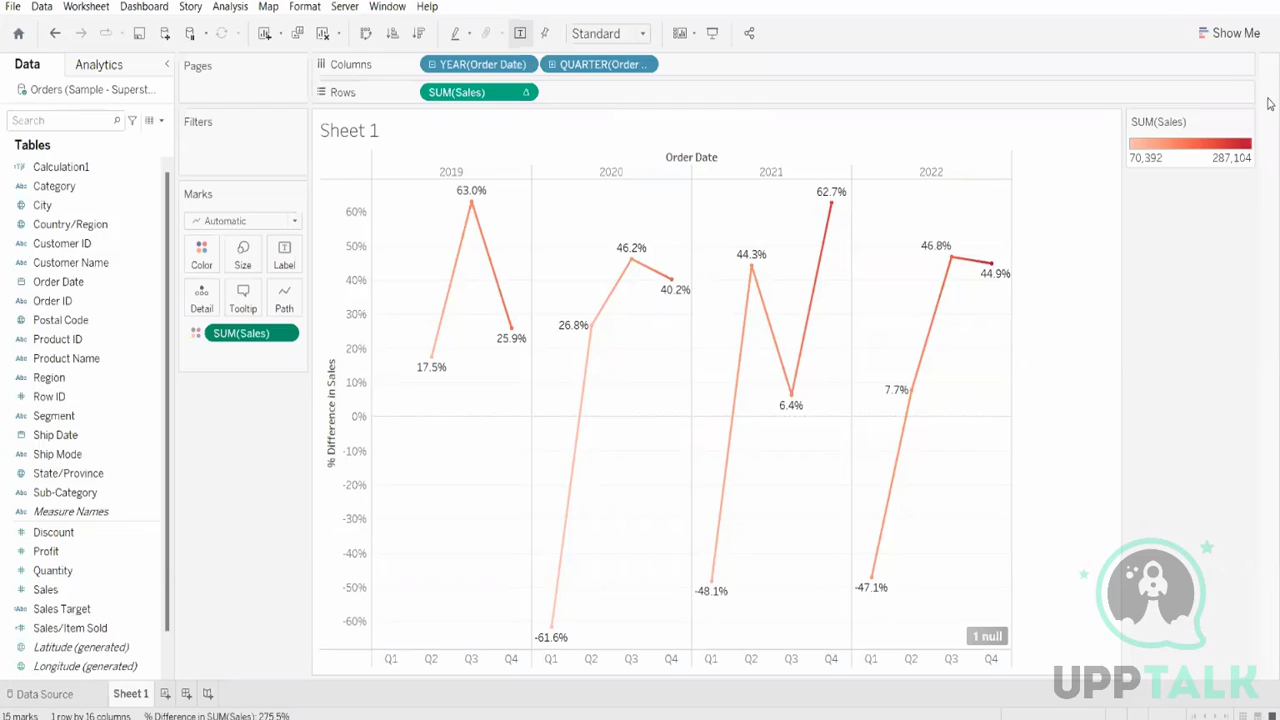 File Data Worksheet Dashboard Story Analysis Map Format Server Window Help
Standard
Show Me
Data Analytics
Orders (Sample - Superst...
Search
Tables
Calculation1
Category
City
Country/Region
Customer ID
Customer Name
Order Date
Order ID
Postal Code
Product ID
Product Name
Region
Row ID
Segment
Ship Date
Ship Mode
State/Province
Sub-Category
Measure Names
Discount
Profit
Quantity
Sales
Sales Target
Sales/Item Sold
Latitude (generated)
Longitude (generated)
Pages
Filters
Marks
Automatic
Color Size Label
Detail Tooltip Path
SUM(Sales)
Columns YEAR(Order Date) QUARTER(Order ..
Rows SUM(Sales)
Sheet 1
Order Date
2019 2020 2021 2022
% Difference in Sales
60%
50%
40%
30%
20%
10%
0%
-10%
-20%
-30%
-40%
-50%
-60%
17.5% 63.0% 25.9%
-61.6% 26.8% 46.2% 40.2%
-48.1% 44.3% 6.4% 62.7%
-47.1% 7.7% 46.8% 44.9%
1 null
Q1 Q2 Q3 Q4 Q1 Q2 Q3 Q4 Q1 Q2 Q3 Q4 Q1 Q2 Q3 Q4
SUM(Sales)
70,392 287,104
UPPTALK
Data Source Sheet 1
15 marks 1 row by 16 columns % Difference in SUM(Sales): 275.5%